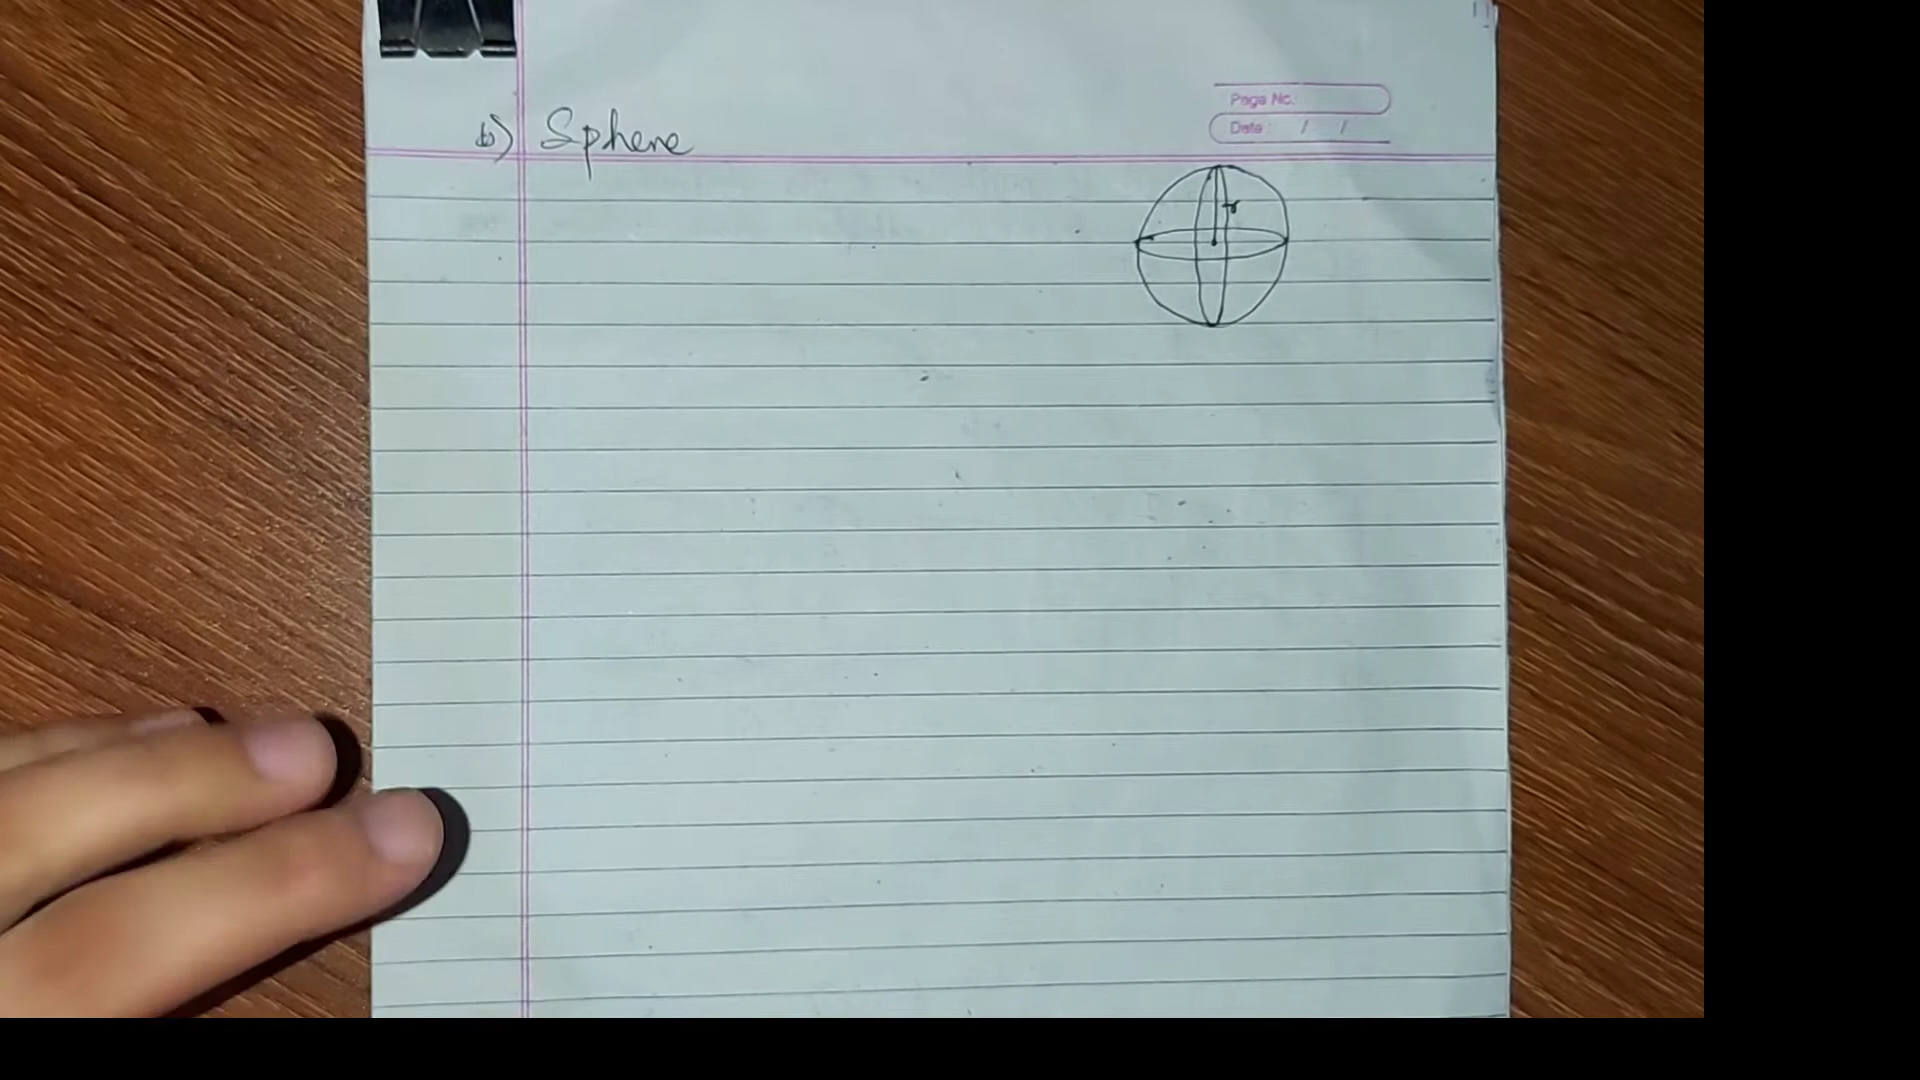 Page No.
Date: / /
b) Sphere
r